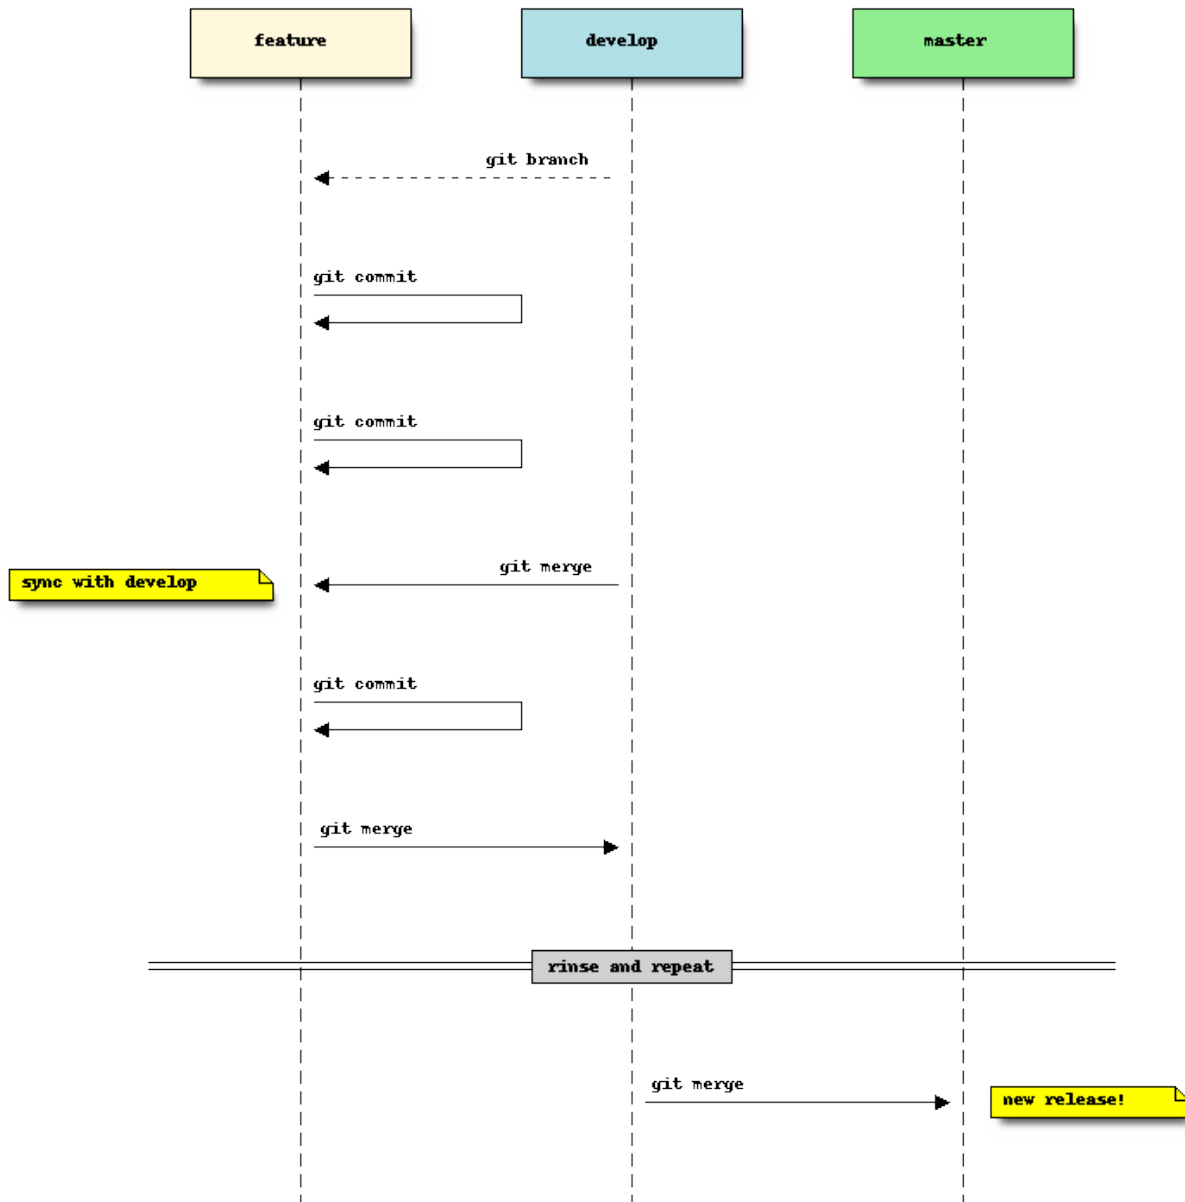 feature
develop
master
git branch
git commit
git commit
git merge
sync with develop
git commit
git merge
rinse and repeat
git merge
new release!